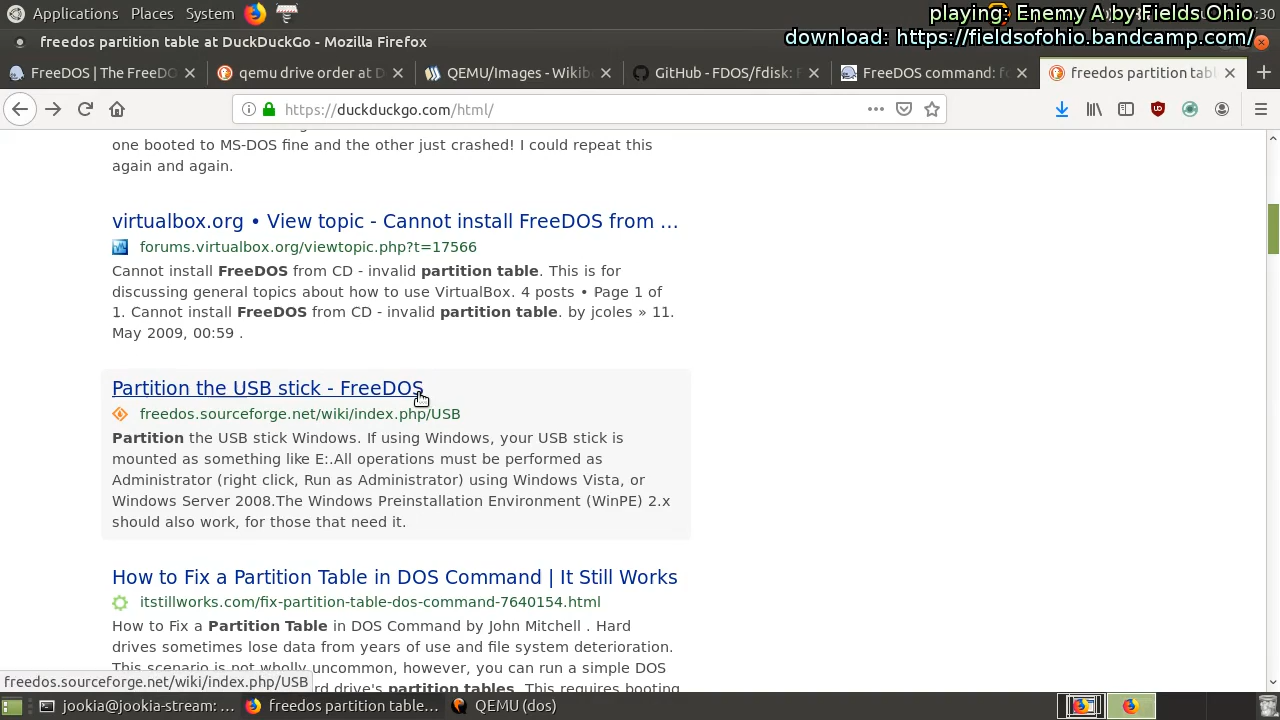 Applications Places System
playing: Enemy A by Fields Ohio
:30
freedos partition table at DuckDuckGo - Mozilla Firefox
download: https://fieldsofohio.bandcamp.com/
FreeDOS | The FreeDO
qemu drive order at D
QEMU/Images - Wikib
GitHub - FDOS/fdisk: F
FreeDOS command: fo
freedos partition tabl
https://duckduckgo.com/html/
one booted to MS-DOS fine and the other just crashed! I could repeat this
again and again.
virtualbox.org • View topic - Cannot install FreeDOS from ...
forums.virtualbox.org/viewtopic.php?t=17566
Cannot install FreeDOS from CD - invalid partition table. This is for
discussing general topics about how to use VirtualBox. 4 posts • Page 1 of
1. Cannot install FreeDOS from CD - invalid partition table. by jcoles » 11.
May 2009, 00:59 .
Partition the USB stick - FreeDOS
freedos.sourceforge.net/wiki/index.php/USB
Partition the USB stick Windows. If using Windows, your USB stick is
mounted as something like E:.All operations must be performed as
Administrator (right click, Run as Administrator) using Windows Vista, or
Windows Server 2008.The Windows Preinstallation Environment (WinPE) 2.x
should also work, for those that need it.
How to Fix a Partition Table in DOS Command | It Still Works
itstillworks.com/fix-partition-table-dos-command-7640154.html
How to Fix a Partition Table in DOS Command by John Mitchell . Hard
drives sometimes lose data from years of use and file system deterioration.
This scenario is not wholly uncommon, however, you can run a simple DOS
rd drive's partition tables. This requires booting
freedos.sourceforge.net/wiki/index.php/USB
jookia@jookia-stream: ...
freedos partition table...
QEMU (dos)